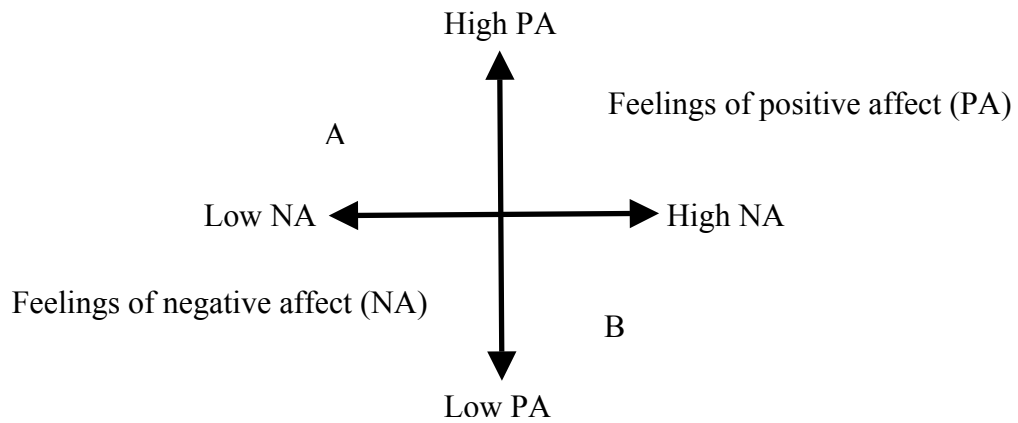 High PA
Feelings of positive affect (PA)
A
Low NA
High NA
Feelings of negative affect (NA)
B
Low PA